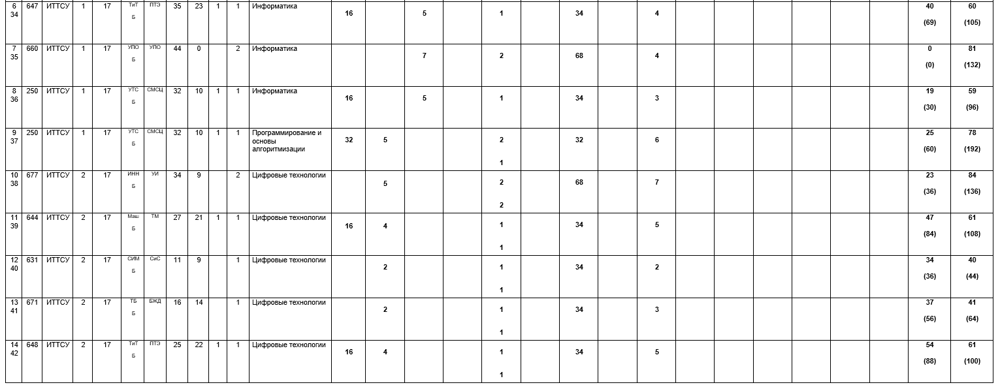 6 647 ИТТСУ 1 17 ТиТ ПТЭ 35 23 1 1 Информатика 16 5 1 34 4 40 60
34 Б (69) (105)
7 660 ИТТСУ 1 17 УПО УПО 44 0 2 Информатика 7 2 68 4 0 81
35 Б (0) (132)
8 250 ИТТСУ 1 17 УТС СМСЦ 32 10 1 1 Информатика 16 5 1 34 3 19 59
36 Б (30) (96)
9 250 ИТТСУ 1 17 УТС СМСЦ 32 10 1 1 Программирование и 32 5 2 32 6 25 78
37 Б основы (60) (192)
алгоритмизации
1
10 677 ИТТСУ 2 17 ИНН УИ 34 9 2 Цифровые технологии 5 2 68 7 23 84
38 Б (36) (136)
2
11 644 ИТТСУ 2 17 Маш ТМ 27 21 1 1 Цифровые технологии 16 4 1 34 5 47 61
39 Б (84) (108)
1
12 631 ИТТСУ 2 17 СИМ СиС 11 9 1 Цифровые технологии 2 1 34 2 34 40
40 Б (36) (44)
1
13 671 ИТТСУ 2 17 ТБ БЖД 16 14 1 Цифровые технологии 2 1 34 3 37 41
41 Б (56) (64)
1
14 648 ИТТСУ 2 17 ТиТ ПТЭ 25 22 1 1 Цифровые технологии 16 4 1 34 5 54 61
42 Б (88) (100)
1